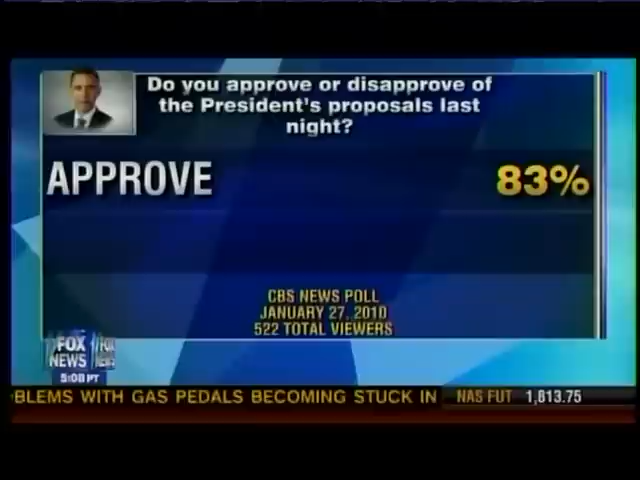 Do you approve or disapprove of
the President's proposals last
night?
APPROVE 83%
CBS NEWS POLL
JANUARY 27, 2010
522 TOTAL VIEWERS
FOX
NEWS
5:08 PT
BLEMS WITH GAS PEDALS BECOMING STUCK IN NAS FUT 1,813.75